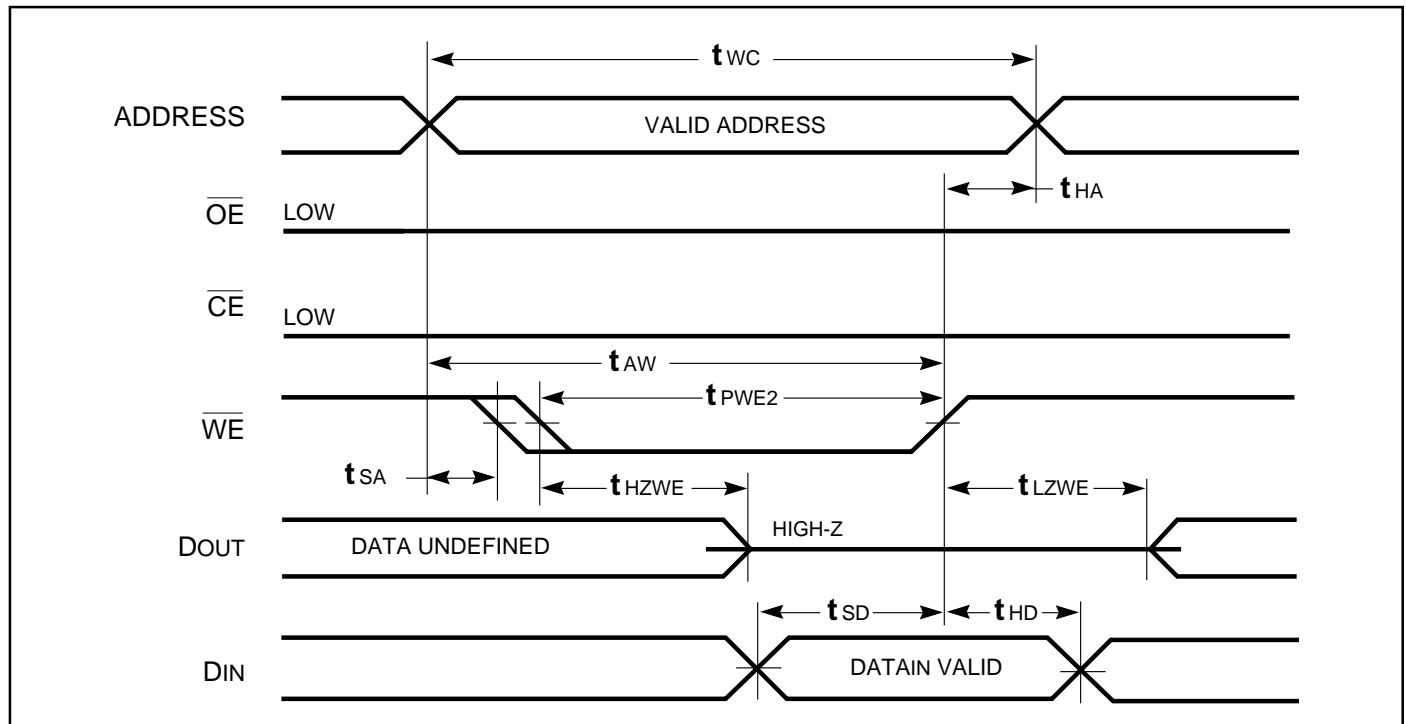 tWC
ADDRESS
VALID ADDRESS
tHA
OE
LOW
CE
LOW
tAW
tPWE2
WE
tSA
tHZWE
tLZWE
HIGH-Z
DOUT
DATA UNDEFINED
tSD
tHD
DIN
DATAIN VALID